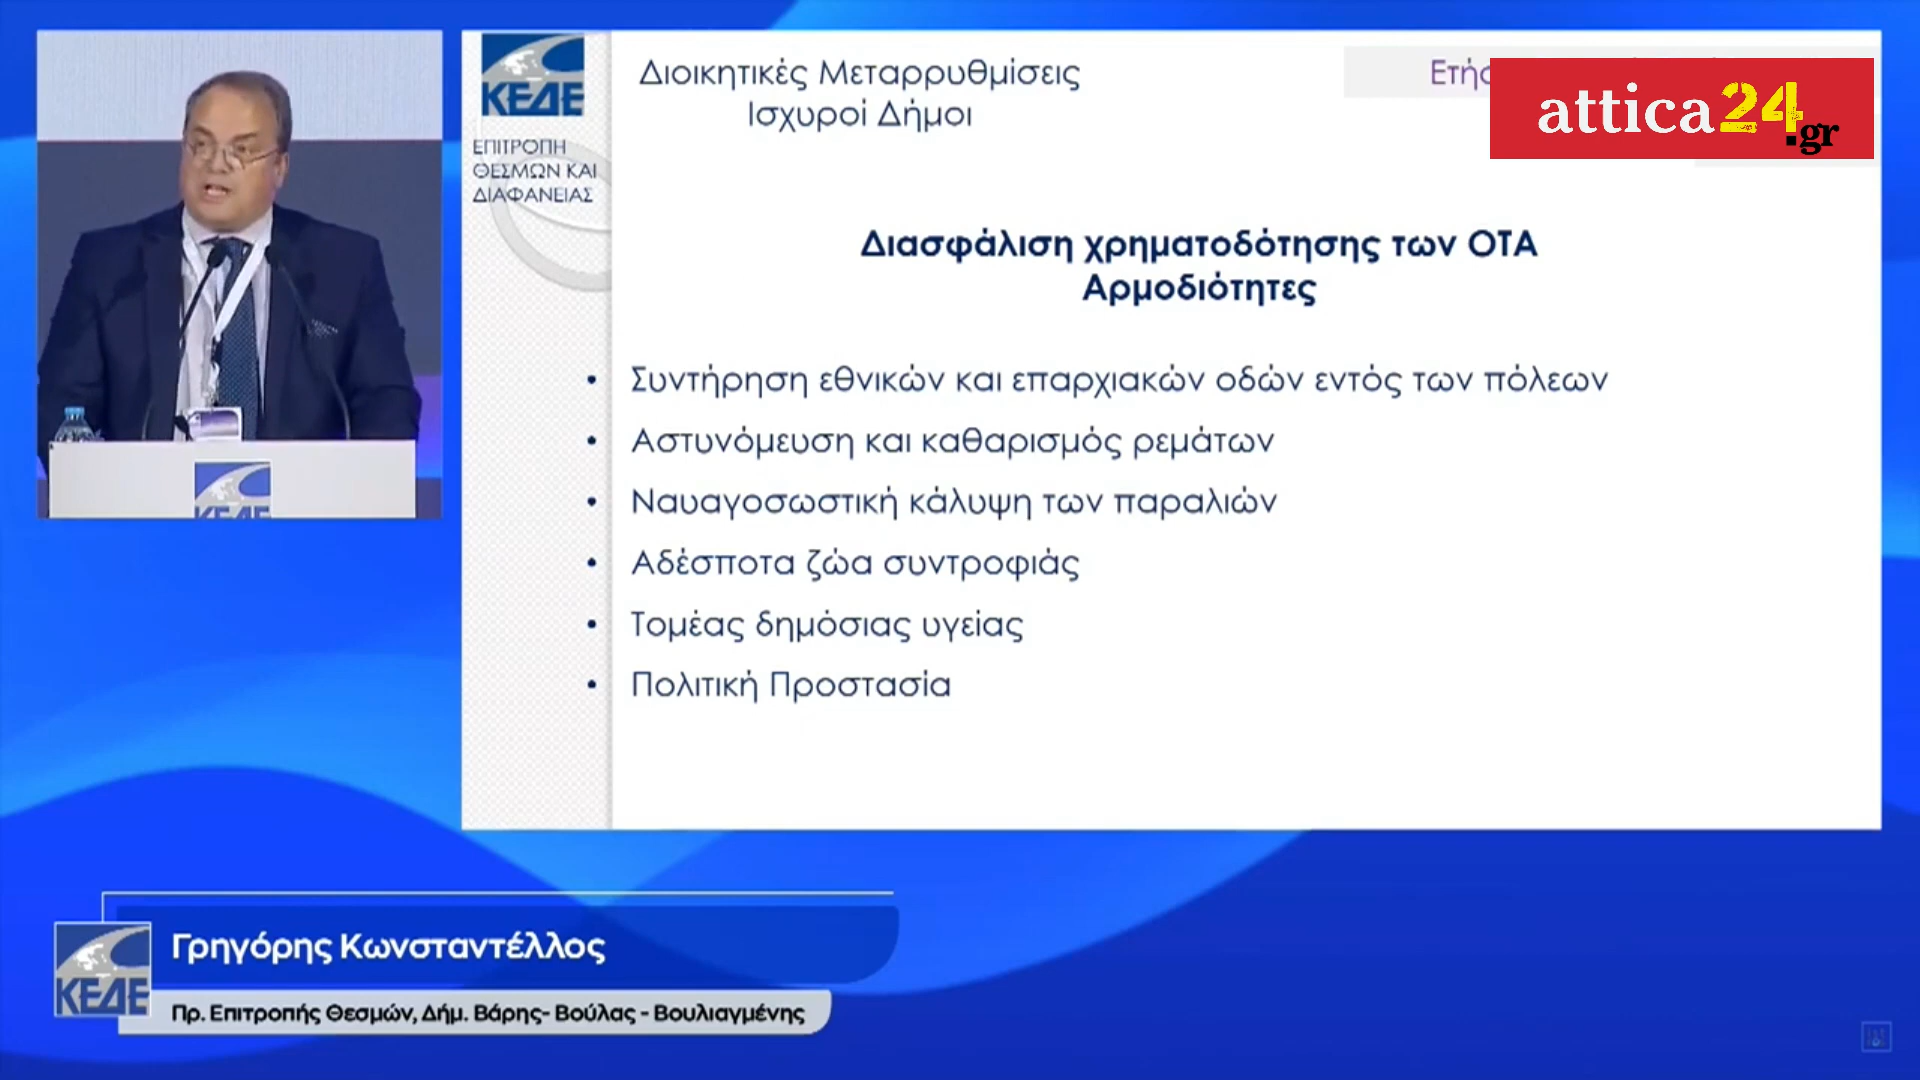 ΚΕΔΕ
ΕΠΙΤΡΟΠΗ
ΘΕΣΜΩΝ ΚΑΙ
ΔΙΑΦΑΝΕΙΑΣ
Διοικητικές Μεταρρυθμίσεις
Ισχυροί Δήμοι
attica24.gr
Διασφάλιση χρηματοδότησης των ΟΤΑ
Αρμοδιότητες
• Συντήρηση εθνικών και επαρχιακών οδών εντός των πόλεων
• Αστυνόμευση και καθαρισμός ρεμάτων
• Ναυαγοσωστική κάλυψη των παραλιών
• Αδέσποτα ζώα συντροφιάς
• Τομέας δημόσιας υγείας
• Πολιτική Προστασία
ΚΕΔΕ
Γρηγόρης Κωνσταντέλλος
ΚΕΔΕ
Πρ. Επιτροπής Θεσμών, Δήμ. Βάρης- Βούλας - Βουλιαγμένης